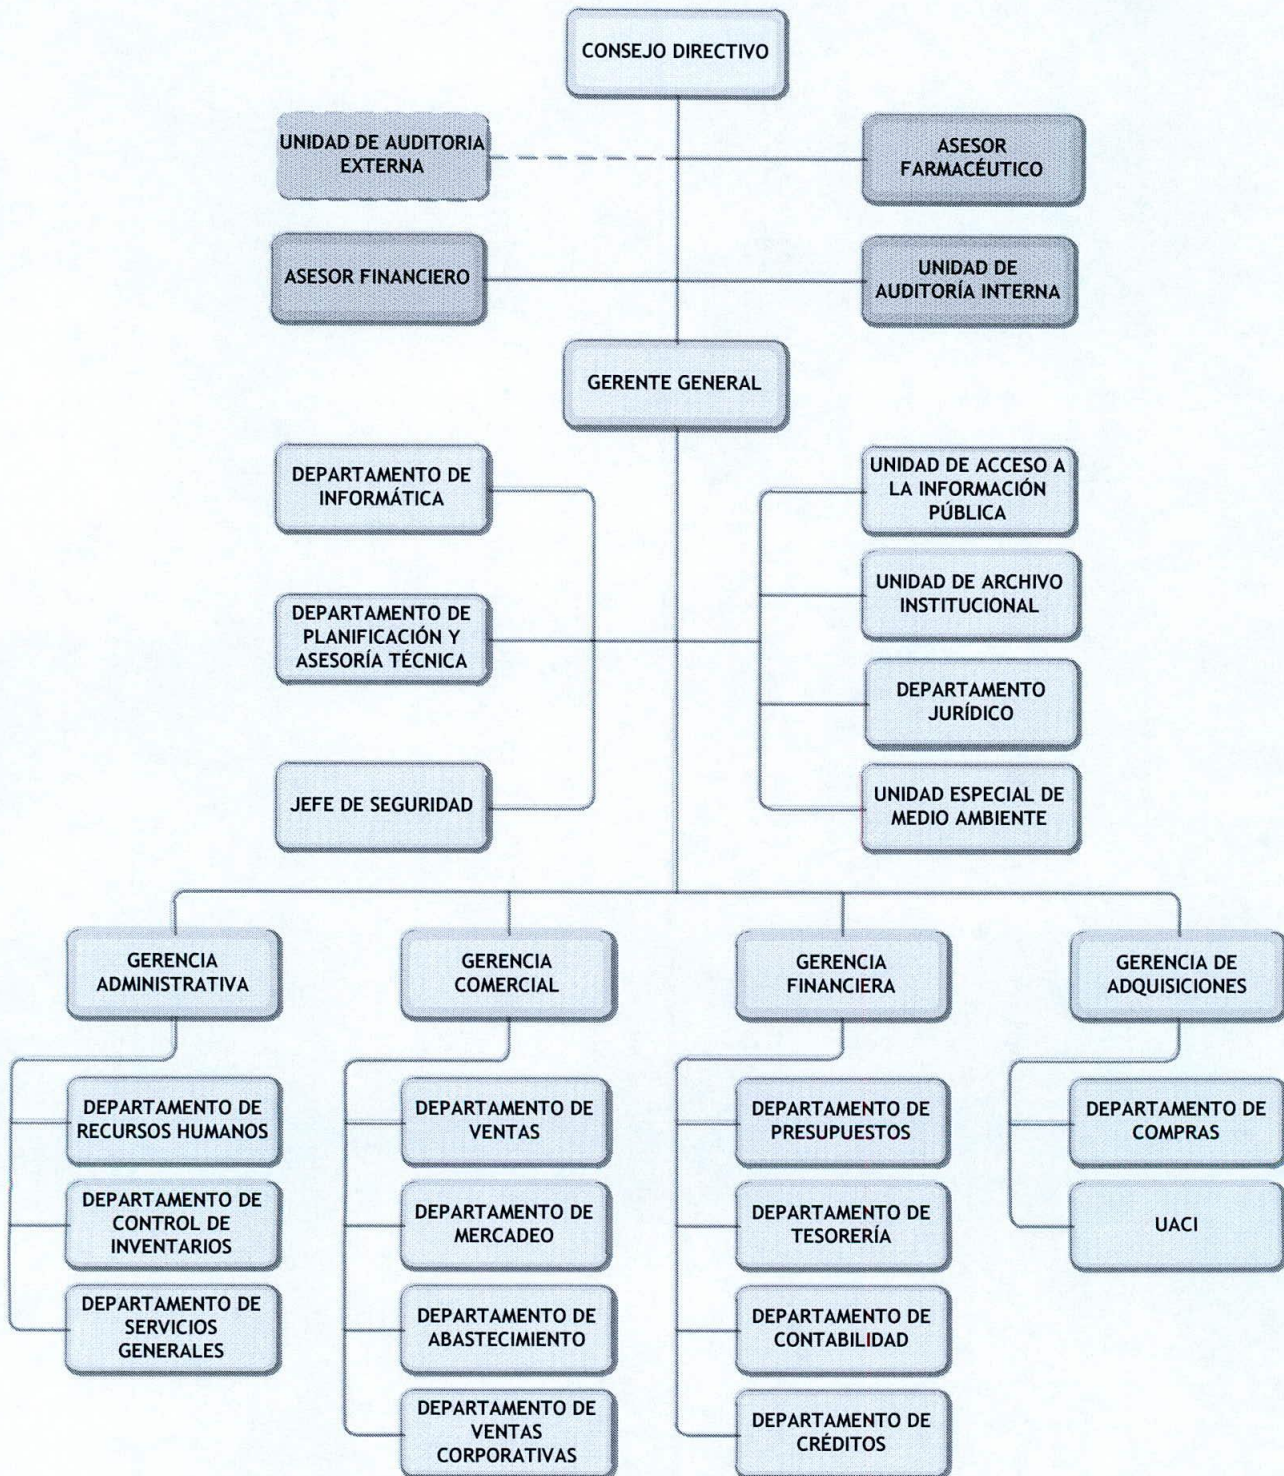 CONSEJO DIRECTIVO
UNIDAD DE AUDITORIA
EXTERNA
ASESOR
FARMACÉUTICO
ASESOR FINANCIERO
UNIDAD DE
AUDITORÍA INTERNA
GERENTE GENERAL
DEPARTAMENTO DE
INFORMÁTICA
UNIDAD DE ACCESO A
LA INFORMACIÓN
PÚBLICA
UNIDAD DE ARCHIVO
INSTITUCIONAL
DEPARTAMENTO DE
PLANIFICACIÓN Y
ASESORÍA TÉCNICA
DEPARTAMENTO
JURÍDICO
JEFE DE SEGURIDAD
UNIDAD ESPECIAL DE
MEDIO AMBIENTE
GERENCIA
ADMINISTRATIVA
GERENCIA
COMERCIAL
GERENCIA
FINANCIERA
GERENCIA DE
ADQUISICIONES
DEPARTAMENTO DE
RECURSOS HUMANOS
DEPARTAMENTO DE
VENTAS
DEPARTAMENTO DE
PRESUPUESTOS
DEPARTAMENTO DE
COMPRAS
DEPARTAMENTO DE
CONTROL DE
INVENTARIOS
DEPARTAMENTO DE
MERCADEO
DEPARTAMENTO DE
TESORERÍA
UACI
DEPARTAMENTO DE
SERVICIOS
GENERALES
DEPARTAMENTO DE
ABASTECIMIENTO
DEPARTAMENTO DE
CONTABILIDAD
DEPARTAMENTO DE
VENTAS
CORPORATIVAS
DEPARTAMENTO DE
CRÉDITOS